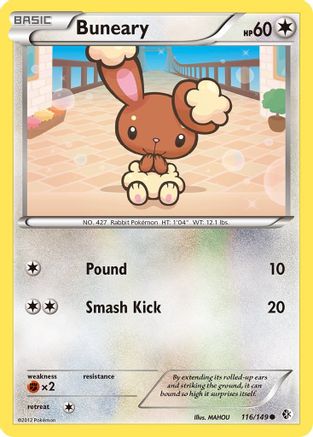 BASIC
Buneary HP60
NO. 427 Rabbit Pokémon HT: 1'04" WT: 12.1 lbs.
Pound 10
Smash Kick 20
weakness resistance
×2
retreat
By extending its rolled-up ears
and striking the ground, it can
bound so high it surprises itself.
©2012 Pokémon Illus. MAHOU 116/149